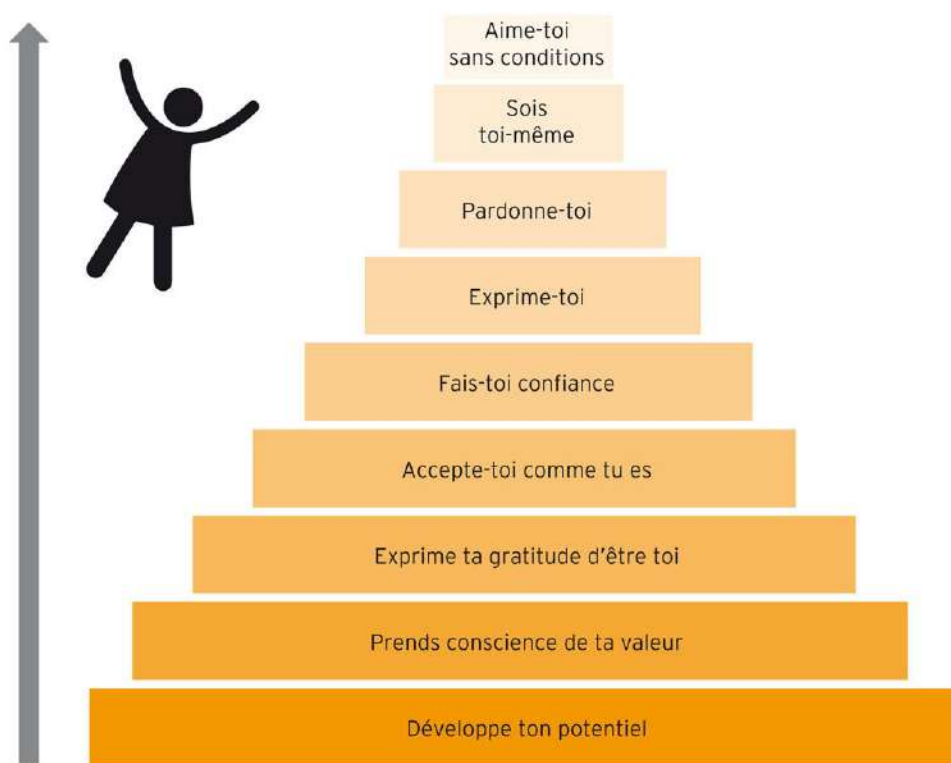 Aime-toi
sans conditions
Sois
toi-même
Pardonne-toi
Exprime-toi
Fais-toi confiance
Accepte-toi comme tu es
Exprime ta gratitude d'être toi
Prends conscience de ta valeur
Développe ton potentiel